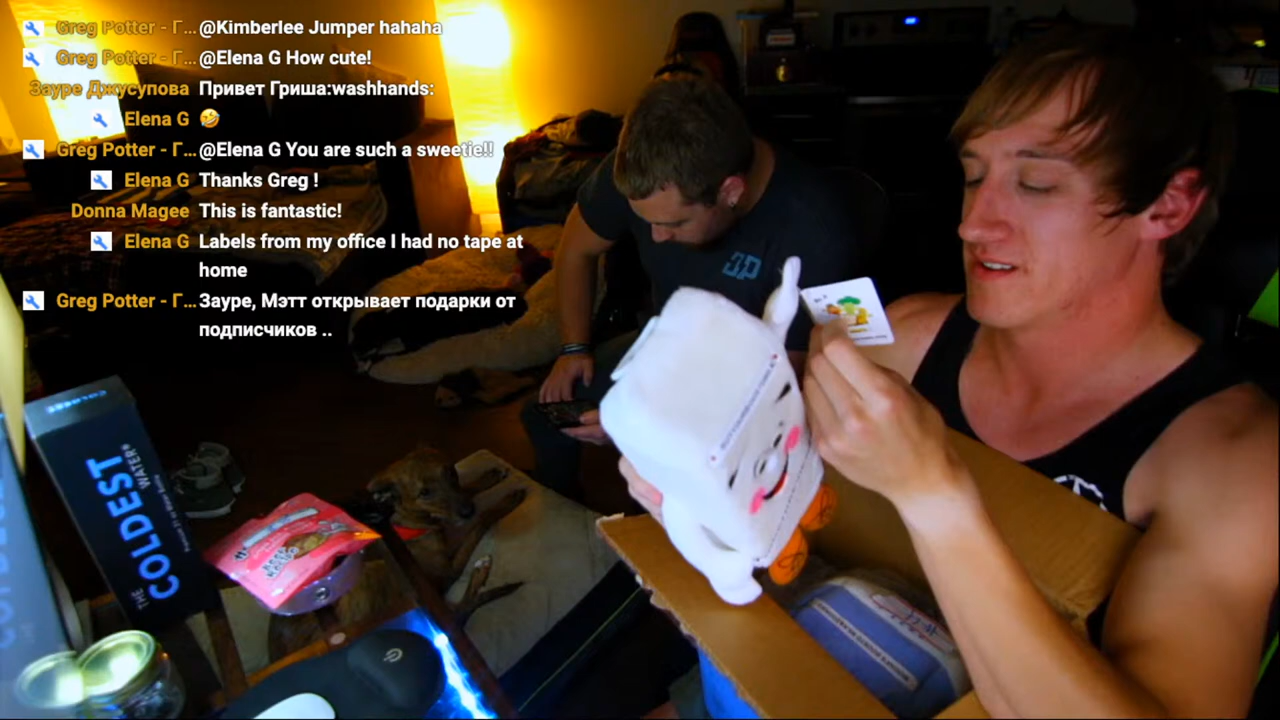 Greg Potter - Г... @Kimberlee Jumper hahaha
Greg Potter - Г... @Elena G How cute!
Зауре Джусупова Привет Гриша:washhands:
Elena G 🤣
Greg Potter - Г... @Elena G You are such a sweetie!!
Elena G Thanks Greg !
Donna Magee This is fantastic!
Elena G Labels from my office I had no tape at
home
Greg Potter - Г... Зауре, Мэтт открывает подарки от
подписчиков ..
3P
THE
COLDEST
WATER